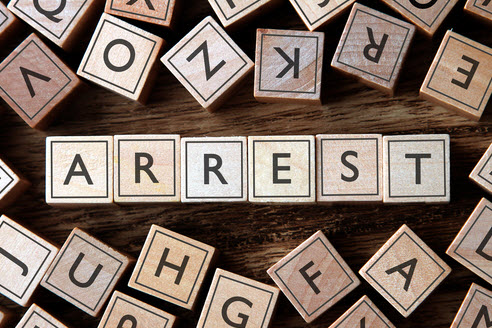 V O Z K R E
ARREST
J U H G F A